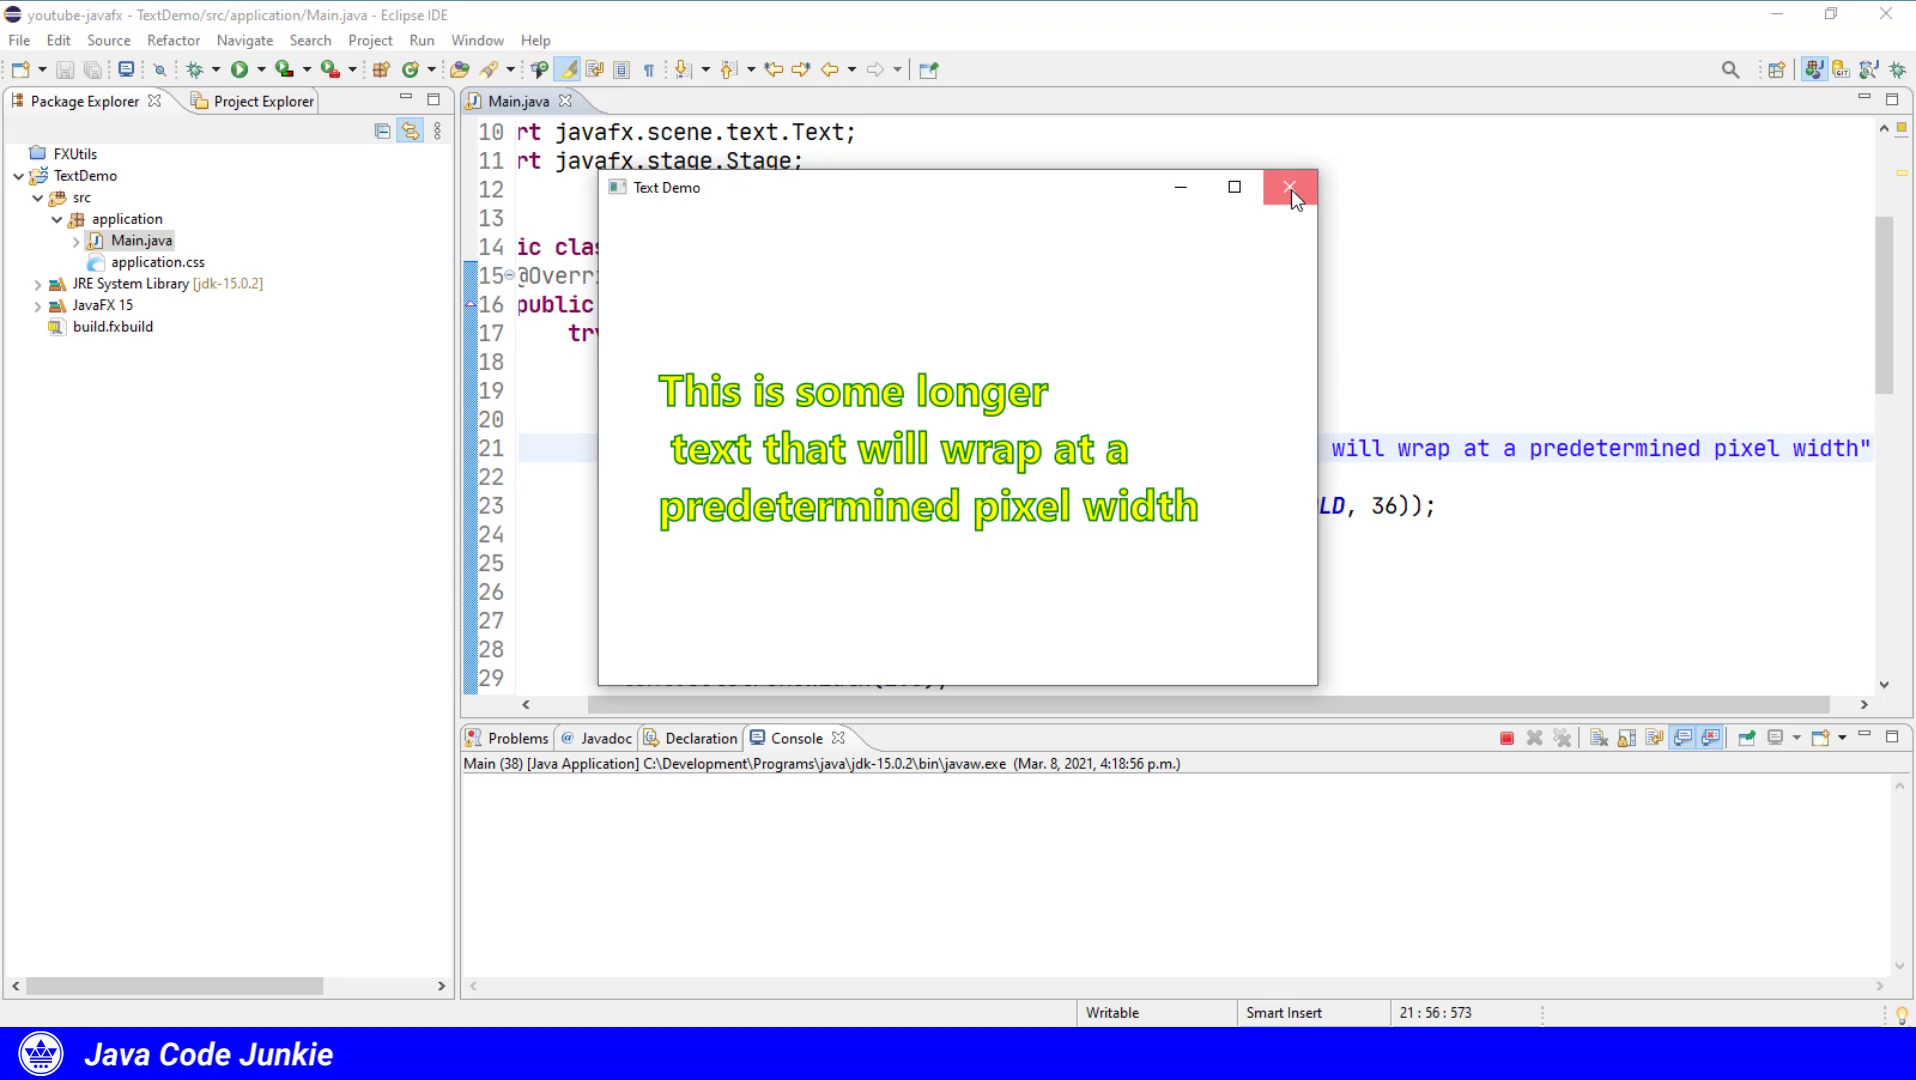 youtube-javafx - TextDemo/src/application/Main.java - Eclipse IDE
File Edit Source Refactor Navigate Search Project Run Window Help
Package Explorer Project Explorer
FXUtils
TextDemo
src
application
Main.java
application.css
JRE System Library [jdk-15.0.2]
JavaFX 15
build.fxbuild
Main.java
10 rt javafx.scene.text.Text;
11 rt javafx.stage.Stage;
12
13
14 ic clas
15 @Overri
16 public
17 try
18
19
20
21 will wrap at a predetermined pixel width"
22
23 LD, 36));
24
25
26
27
28
29
Text Demo
This is some longer
text that will wrap at a
predetermined pixel width
Problems Javadoc Declaration Console
Main (38) [Java Application] C:\Development\Programs\java\jdk-15.0.2\bin\javaw.exe (Mar. 8, 2021, 4:18:56 p.m.)
Writable Smart Insert 21 : 56 : 573
Java Code Junkie